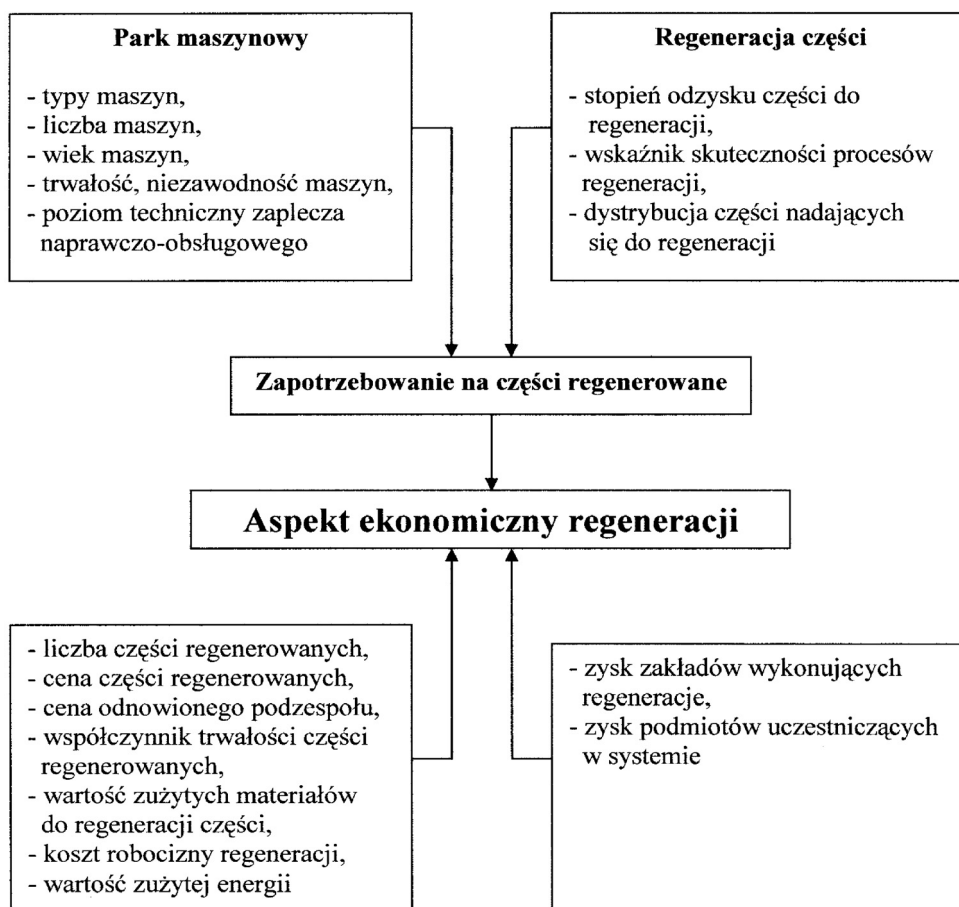 Park maszynowy
- typy maszyn,
- liczba maszyn,
- wiek maszyn,
- trwałość, niezawodność maszyn,
- poziom techniczny zaplecza
naprawczo-obsługowego
Regeneracja części
- stopień odzysku części do
regeneracji,
- wskaźnik skuteczności procesów
regeneracji,
- dystrybucja części nadających
się do regeneracji
Zapotrzebowanie na części regenerowane
Aspekt ekonomiczny regeneracji
- liczba części regenerowanych,
- cena części regenerowanych,
- cena odnowionego podzespołu,
- współczynnik trwałości części
regenerowanych,
- wartość zużytych materiałów
do regeneracji części,
- koszt robocizny regeneracji,
- wartość zużytej energii
- zysk zakładów wykonujących
regeneracje,
- zysk podmiotów uczestniczących
w systemie